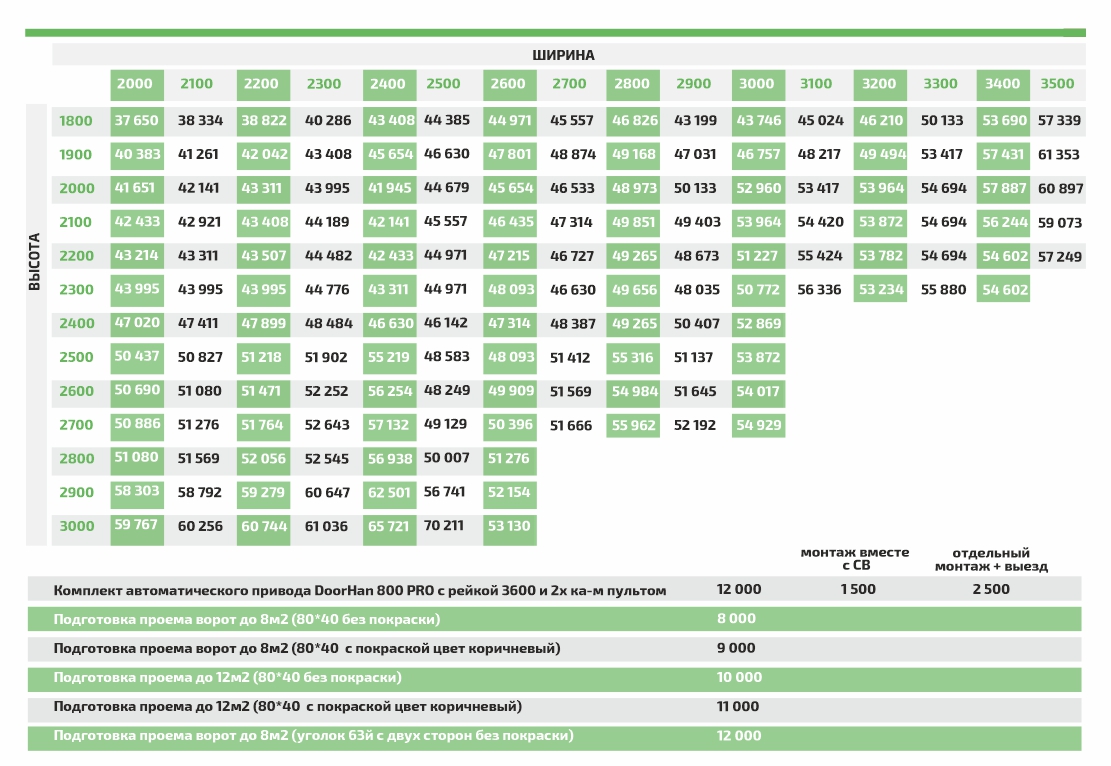 ШИРИНА
2000 2100 2200 2300 2400 2500 2600 2700 2800 2900 3000 3100 3200 3300 3400 3500
ВЫСОТА
1800 37 650 38 334 38 822 40 286 43 408 44 385 44 971 45 557 46 826 43 199 43 746 45 024 46 210 50 133 53 690 57 339
1900 40 383 41 261 42 042 43 408 45 654 46 630 47 801 48 874 49 168 47 031 46 757 48 217 49 494 53 417 57 431 61 353
2000 41 651 42 141 43 311 43 995 41 945 44 679 45 654 46 533 48 973 50 133 52 960 53 417 53 964 54 694 57 887 60 897
2100 42 433 42 921 43 408 44 189 42 141 45 557 46 435 47 314 49 851 49 403 53 964 54 420 53 872 54 694 56 244 59 073
2200 43 214 43 311 43 507 44 482 42 433 44 971 47 215 46 727 49 265 48 673 51 227 55 424 53 782 54 694 54 602 57 249
2300 43 995 43 995 43 995 44 776 43 311 44 971 48 093 46 630 49 656 48 035 50 772 56 336 53 234 55 880 54 602
2400 47 020 47 411 47 899 48 484 46 630 46 142 47 314 48 387 49 265 50 407 52 869
2500 50 437 50 827 51 218 51 902 55 219 48 583 48 093 51 412 55 316 51 137 53 872
2600 50 690 51 080 51 471 52 252 56 254 48 249 49 909 51 569 54 984 51 645 54 017
2700 50 886 51 276 51 764 52 643 57 132 49 129 50 396 51 666 55 962 52 192 54 929
2800 51 080 51 569 52 056 52 545 56 938 50 007 51 276
2900 58 303 58 792 59 279 60 647 62 501 56 741 52 154
3000 59 767 60 256 60 744 61 036 65 721 70 211 53 130
монтаж вместе отдельный
с СВ монтаж + выезд
Комплект автоматического привода DoorHan 800 PRO с рейкой 3600 и 2х ка-м пультом 12 000 1 500 2 500
Подготовка проема ворот до 8м2 (80*40 без покраски) 8 000
Подготовка проема ворот до 8м2 (80*40 с покраской цвет коричневый) 9 000
Подготовка проема до 12м2 (80*40 без покраски) 10 000
Подготовка проема до 12м2 (80*40 с покраской цвет коричневый) 11 000
Подготовка проема ворот до 8м2 (уголок 63й с двух сторон без покраски) 12 000